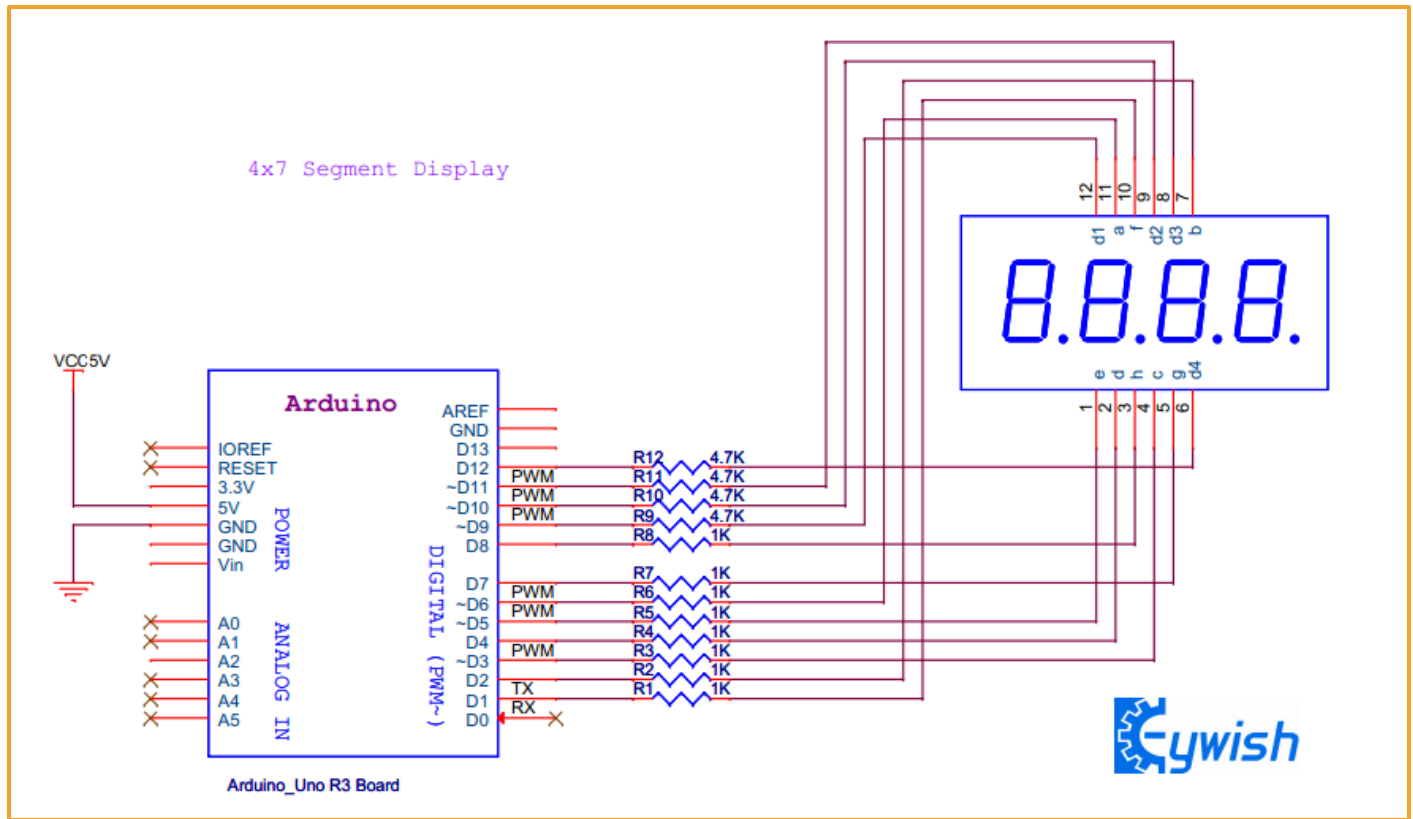 4x7 Segment Display
12
11
10
9
8
7
d1
a
f
d2
d3
b
e
d
h
c
g
d4
1
2
3
4
5
6
VCC5V
Arduino
IOREF
RESET
3.3V
5V
GND
GND
Vin
POWER
A0
A1
A2
A3
A4
A5
ANALOG IN
AREF
GND
D13
D12
~D11
~D10
~D9
D8
D7
~D6
~D5
D4
~D3
D2
D1
D0
DIGITAL (PWM~)
PWM
PWM
PWM
PWM
PWM
PWM
TX
RX
R12 4.7K
R11 4.7K
R10 4.7K
R9 4.7K
R8 1K
R7 1K
R6 1K
R5 1K
R4 1K
R3 1K
R2 1K
R1 1K
Arduino_Uno R3 Board
8.8.8.8.
Eywish